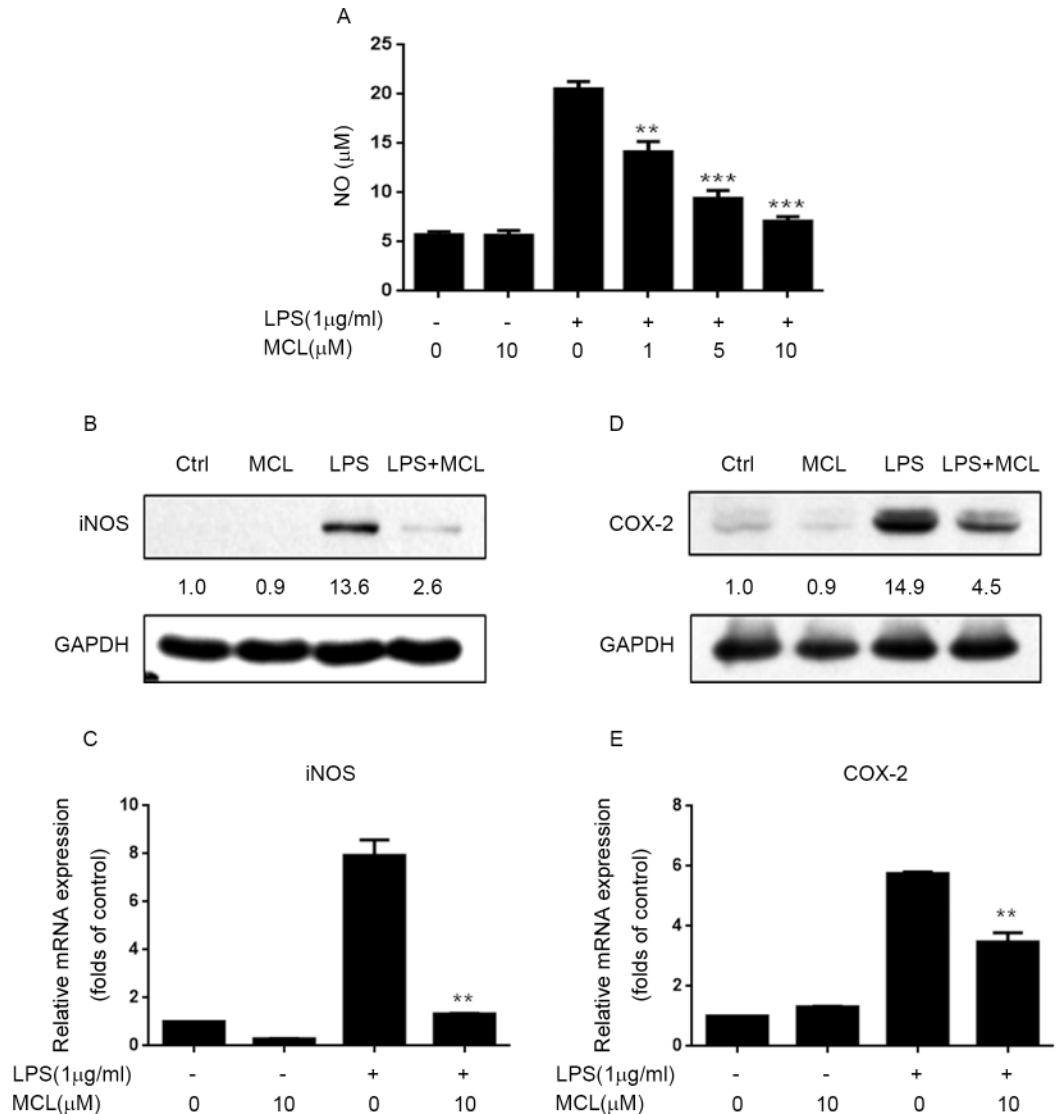 A
25
20
15
10
5
0
NO (μM)
**
***
***
LPS(1μg/ml) - - + + + +
MCL(μM) 0 10 0 1 5 10
B
Ctrl MCL LPS LPS+MCL
iNOS
1.0 0.9 13.6 2.6
GAPDH
D
Ctrl MCL LPS LPS+MCL
COX-2
1.0 0.9 14.9 4.5
GAPDH
C
iNOS
Relative mRNA expression
(folds of control)
10
8
6
4
2
0
**
LPS(1μg/ml) - - + +
MCL(μM) 0 10 0 10
E
COX-2
Relative mRNA expression
(folds of control)
8
6
4
2
0
**
LPS(1μg/ml) - - + +
MCL(μM) 0 10 0 10